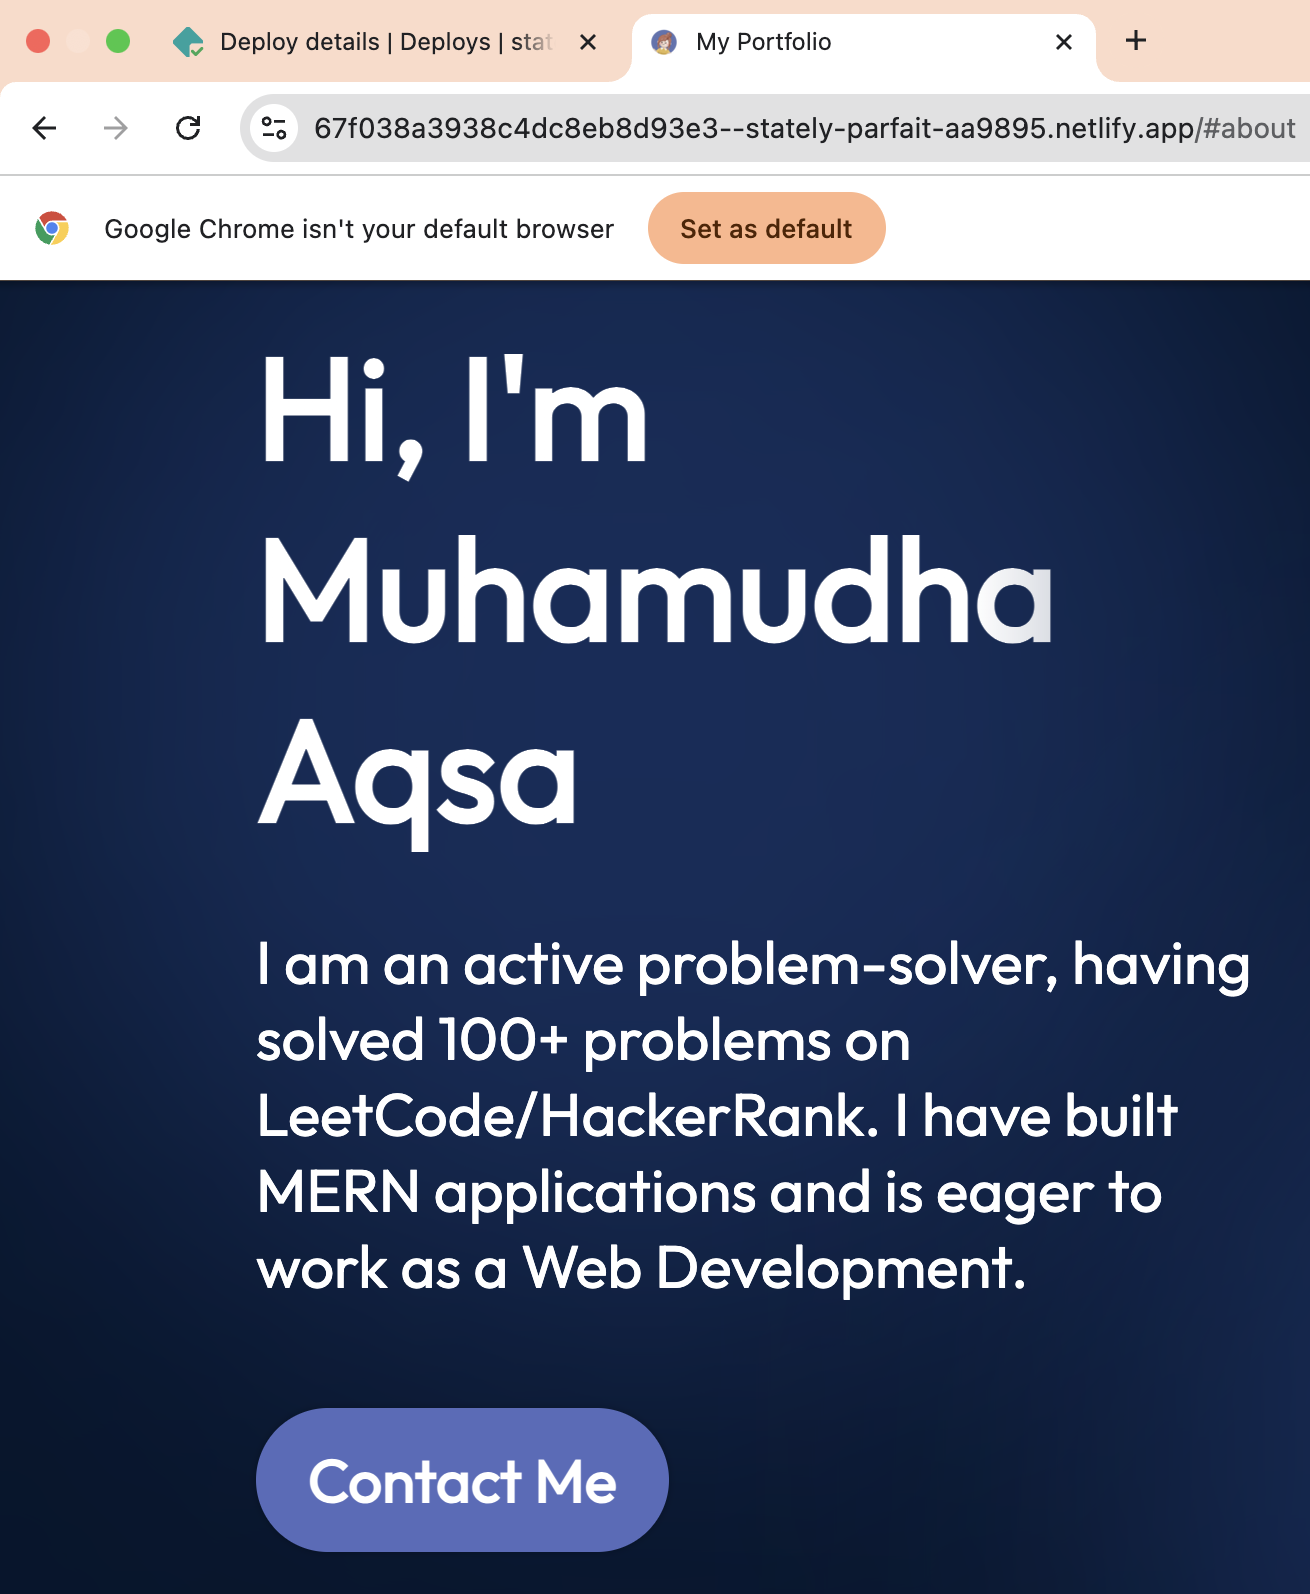 Deploy details | Deploys | stat
My Portfolio
67f038a3938c4dc8eb8d93e3--stately-parfait-aa9895.netlify.app/#about
Google Chrome isn't your default browser
Set as default
Hi, I'm
Muhamudha
Aqsa
I am an active problem-solver, having
solved 100+ problems on
LeetCode/HackerRank. I have built
MERN applications and is eager to
work as a Web Development.
Contact Me